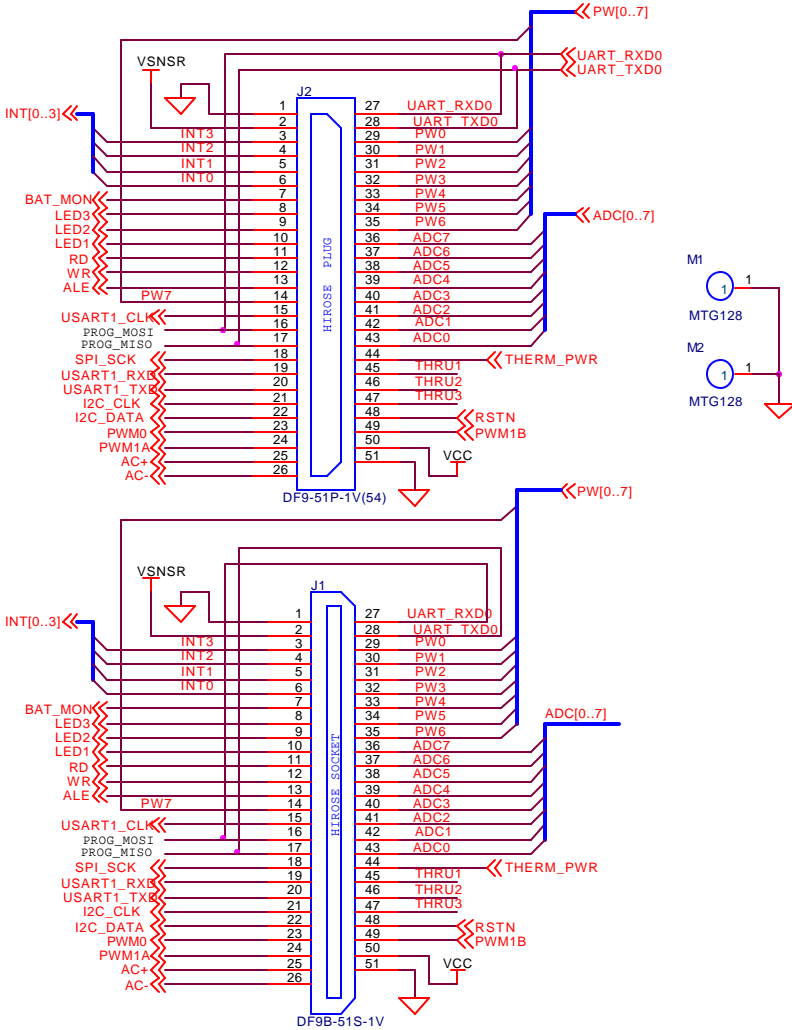 PW[0..7]
UART_RXD0
UART_TXD0
VSNSR
J2
INT[0..3]
1 27 UART_RXD0
2 28 UART_TXD0
INT3 3 29 PW0
INT2 4 30 PW1
INT1 5 31 PW2
INT0 6 32 PW3
BAT_MON 7 33 PW4
LED3 8 34 PW5
LED2 9 35 PW6
LED1 10 36 ADC7
RD 11 37 ADC6
WR 12 38 ADC5
ALE 13 39 ADC4
PW7 14 40 ADC3
USART1_CLK 15 41 ADC2
PROG_MOSI 16 42 ADC1
PROG_MISO 17 43 ADC0
SPI_SCK 18 44 THERM_PWR
USART1_RXD 19 45 THRU1
USART1_TXD 20 46 THRU2
I2C_CLK 21 47 THRU3
I2C_DATA 22 48 RSTN
PWM0 23 49 PWM1B
PWM1A 24 50
AC+ 25 51 VCC
AC- 26
HIROSE PLUG
DF9-51P-1V(54)
ADC[0..7]
M1
1 1
MTG128
M2
1 1
MTG128
PW[0..7]
VSNSR
J1
INT[0..3]
1 27 UART_RXD0
2 28 UART_TXD0
INT3 3 29 PW0
INT2 4 30 PW1
INT1 5 31 PW2
INT0 6 32 PW3
BAT_MON 7 33 PW4
LED3 8 34 PW5
LED2 9 35 PW6
LED1 10 36 ADC7
RD 11 37 ADC6
WR 12 38 ADC5
ALE 13 39 ADC4
PW7 14 40 ADC3
USART1_CLK 15 41 ADC2
PROG_MOSI 16 42 ADC1
PROG_MISO 17 43 ADC0
SPI_SCK 18 44 THERM_PWR
USART1_RXD 19 45 THRU1
USART1_TXD 20 46 THRU2
I2C_CLK 21 47 THRU3
I2C_DATA 22 48 RSTN
PWM0 23 49 PWM1B
PWM1A 24 50
AC+ 25 51 VCC
AC- 26
HIROSE SOCKET
DF9B-51S-1V
ADC[0..7]